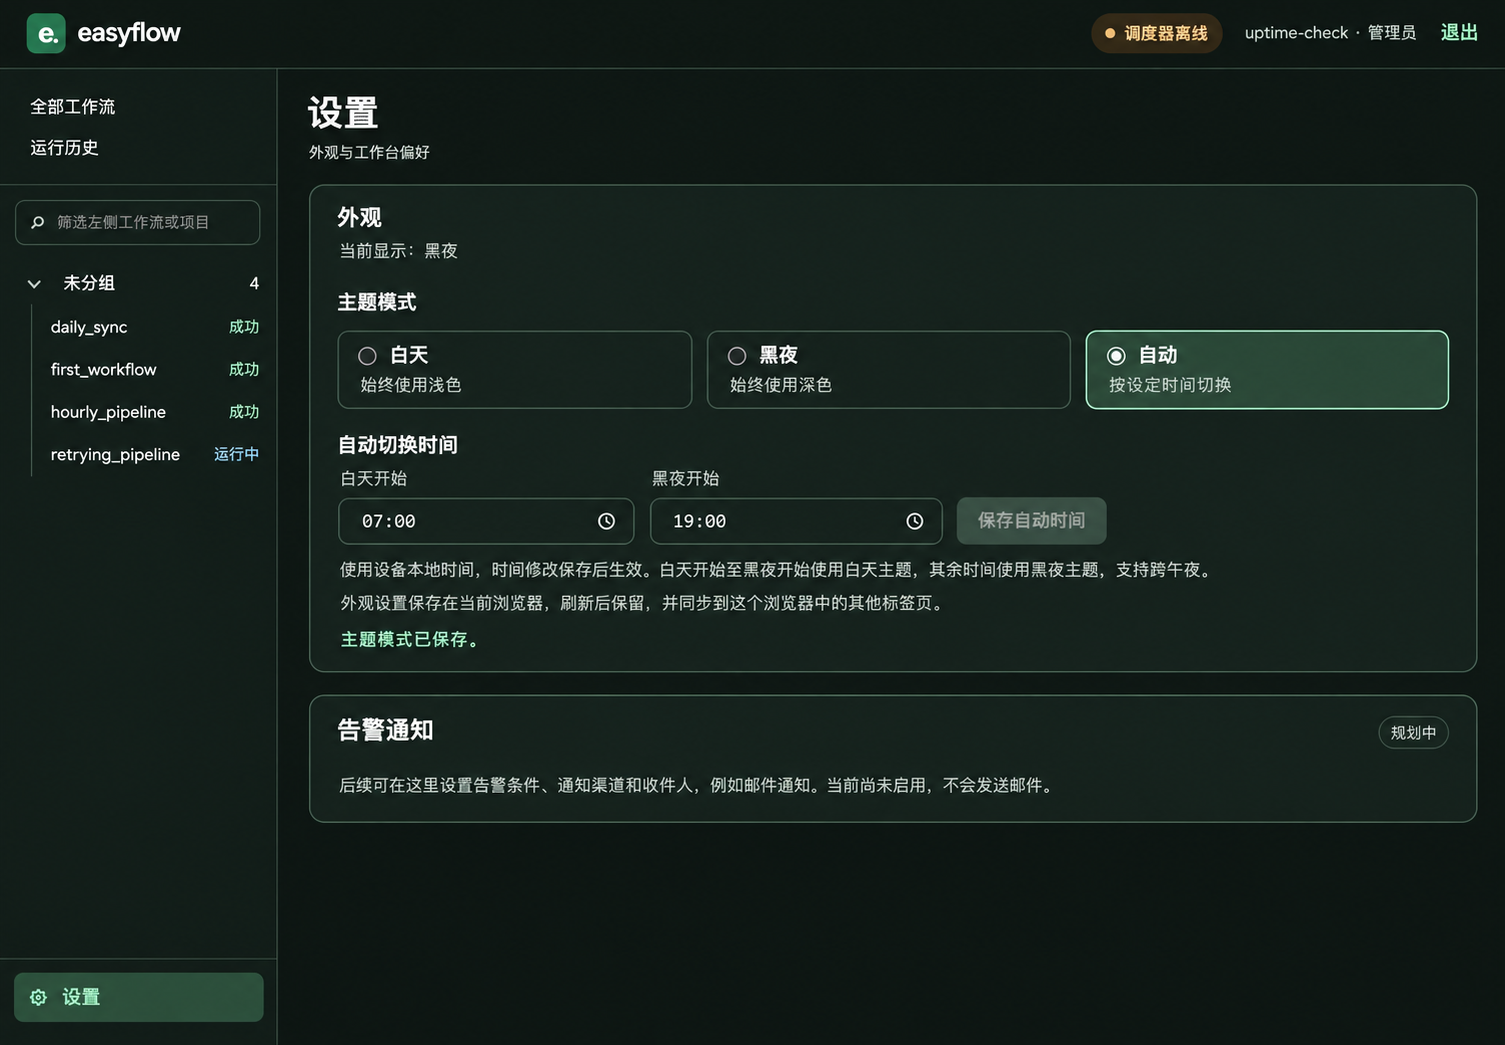 e. easyflow
调度器离线
uptime-check · 管理员
退出
全部工作流
运行历史
筛选左侧工作流或项目
未分组 4
daily_sync 成功
first_workflow 成功
hourly_pipeline 成功
retrying_pipeline 运行中
设置
设置
外观与工作台偏好
外观
当前显示：黑夜
主题模式
白天
始终使用浅色
黑夜
始终使用深色
自动
按设定时间切换
自动切换时间
白天开始
07:00
黑夜开始
19:00
保存自动时间
使用设备本地时间，时间修改保存后生效。白天开始至黑夜开始使用白天主题，其余时间使用黑夜主题，支持跨午夜。
外观设置保存在当前浏览器，刷新后保留，并同步到这个浏览器中的其他标签页。
主题模式已保存。
告警通知
规划中
后续可在这里设置告警条件、通知渠道和收件人，例如邮件通知。当前尚未启用，不会发送邮件。